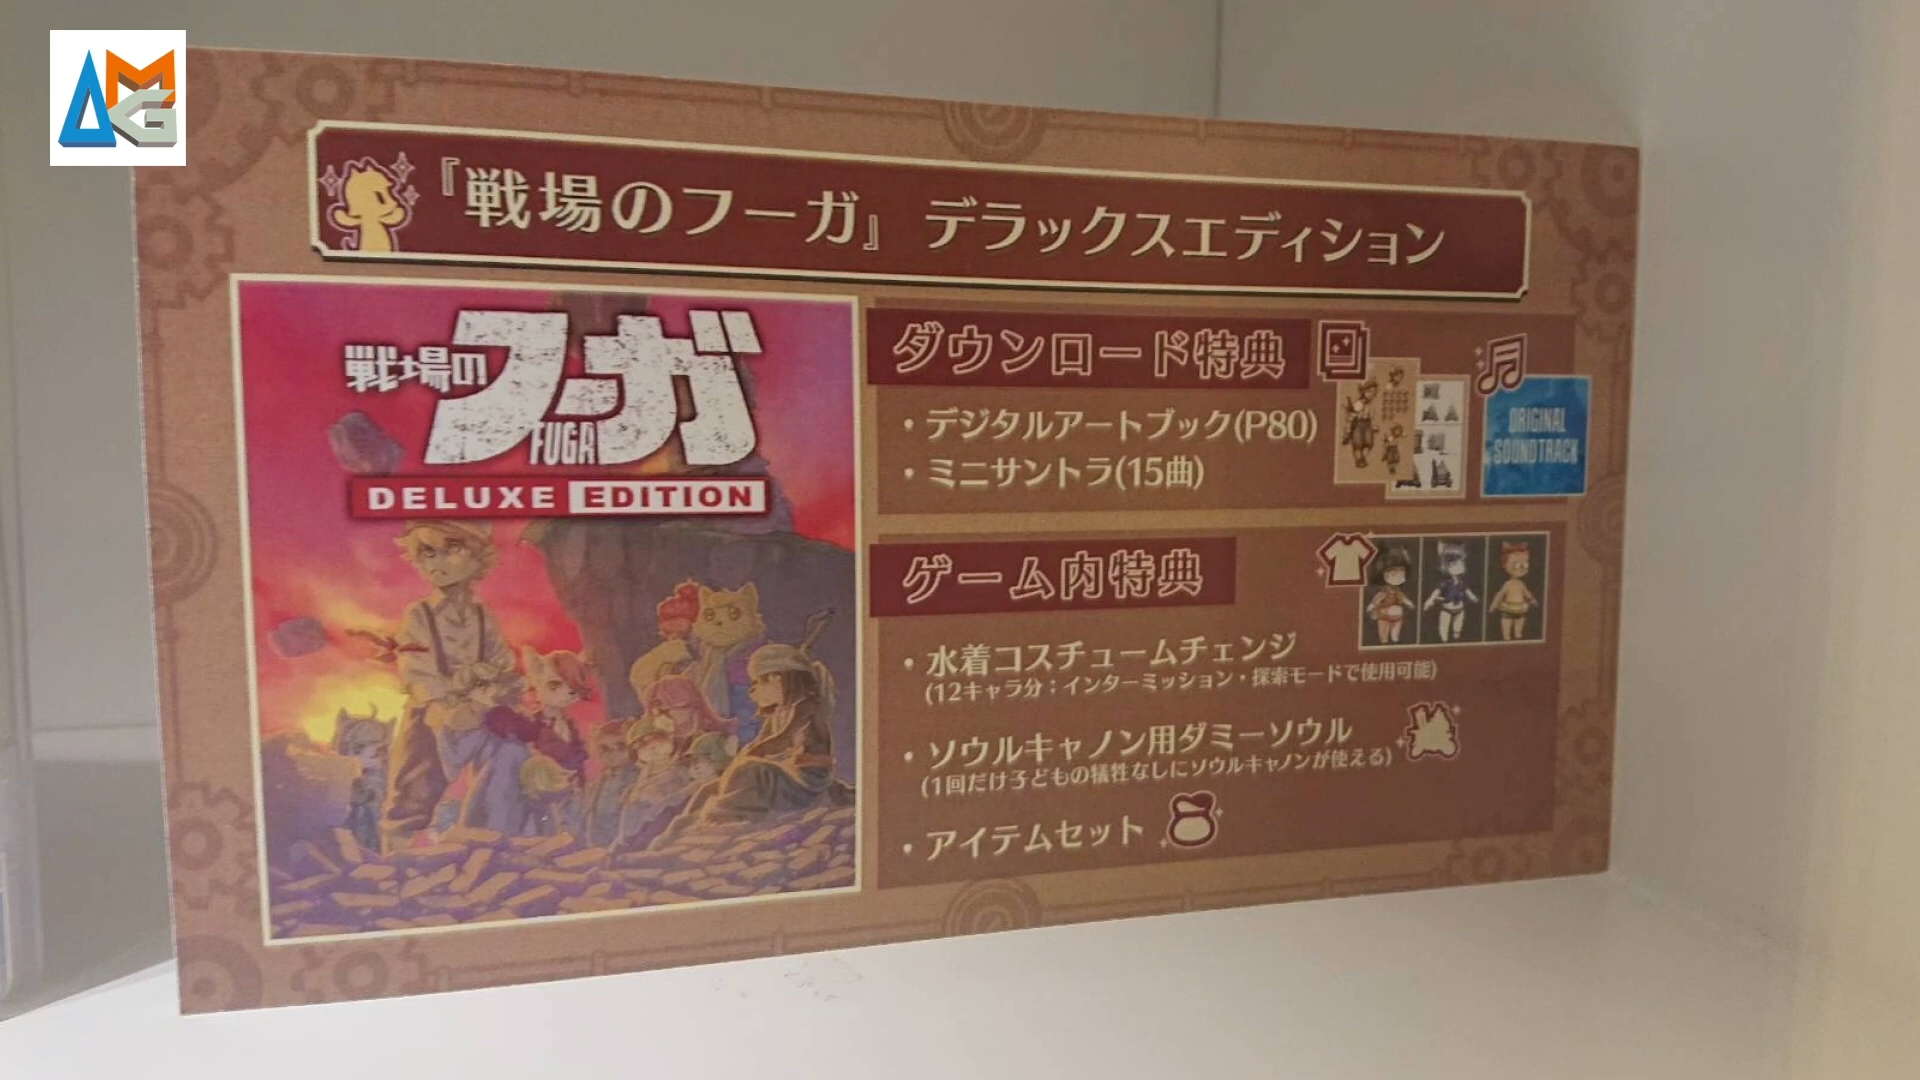 AMG
『戦場のフーガ』 デラックスエディション
戦場の
フーガ
FUGA
DELUXE EDITION
ダウンロード特典
・デジタルアートブック(P80)
・ミニサントラ(15曲)
ORIGINAL
SOUNDTRACK
ゲーム内特典
・水着コスチュームチェンジ
(12キャラ分：インターミッション・探索モードで使用可能)
・ソウルキャノン用ダミーソウル
(1回だけ子どもの犠牲なしにソウルキャノンが使える)
・アイテムセット